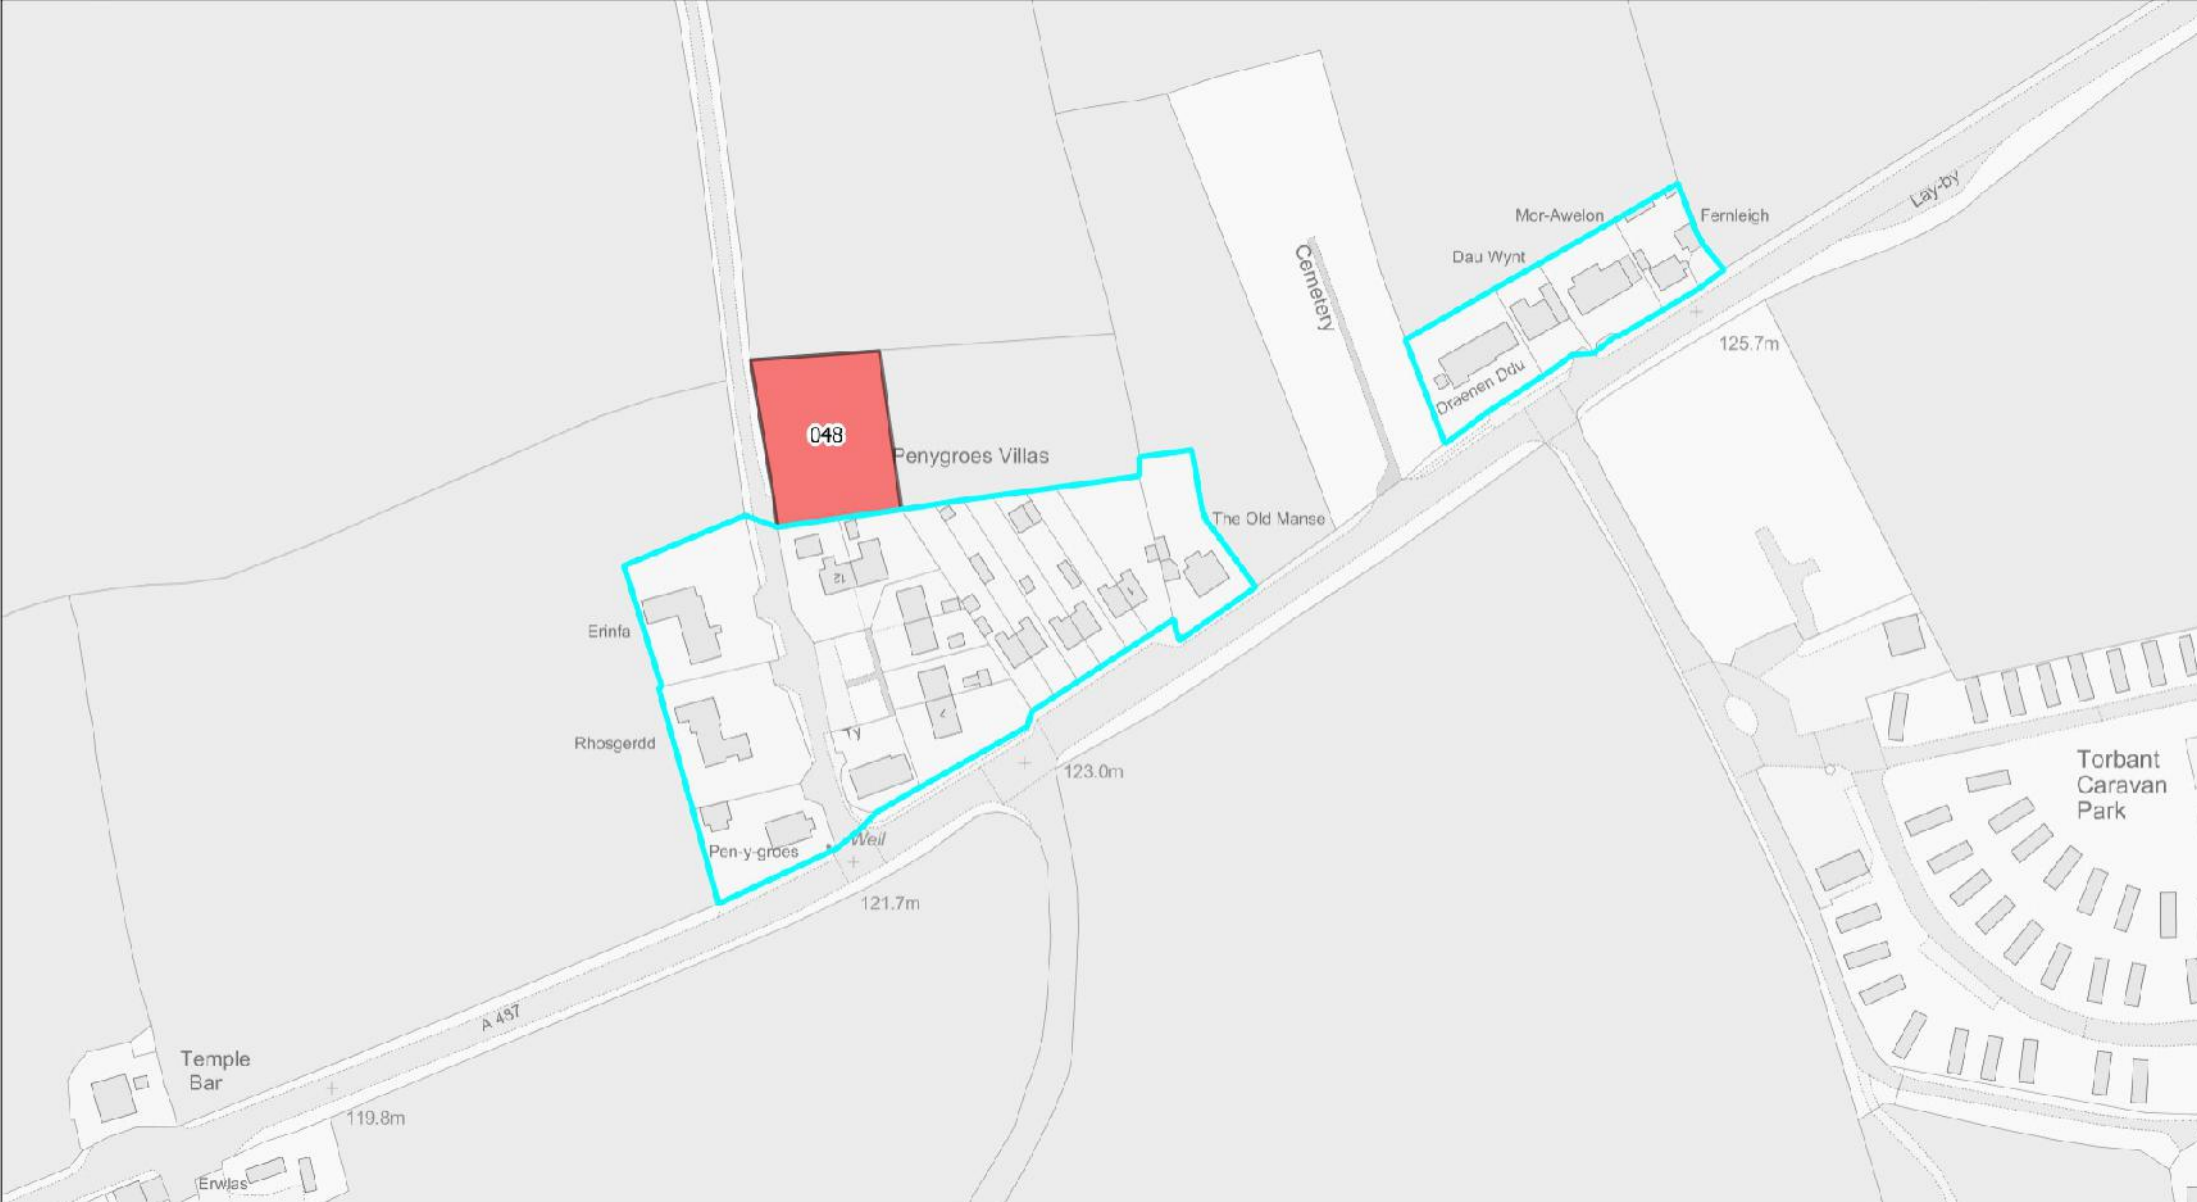 Lay-by
Mor-Awelon
Fernleigh
Dau Wynt
Cemetery
125.7m
Draenen Ddu
048
Penygroes Villas
The Old Manse
12
1
Erinfa
7
Ty
Rhosgerdd
123.0m
Torbant
Caravan
Park
Well
Pen-y-groes
121.7m
A 487
Temple
Bar
119.8m
Erwlas